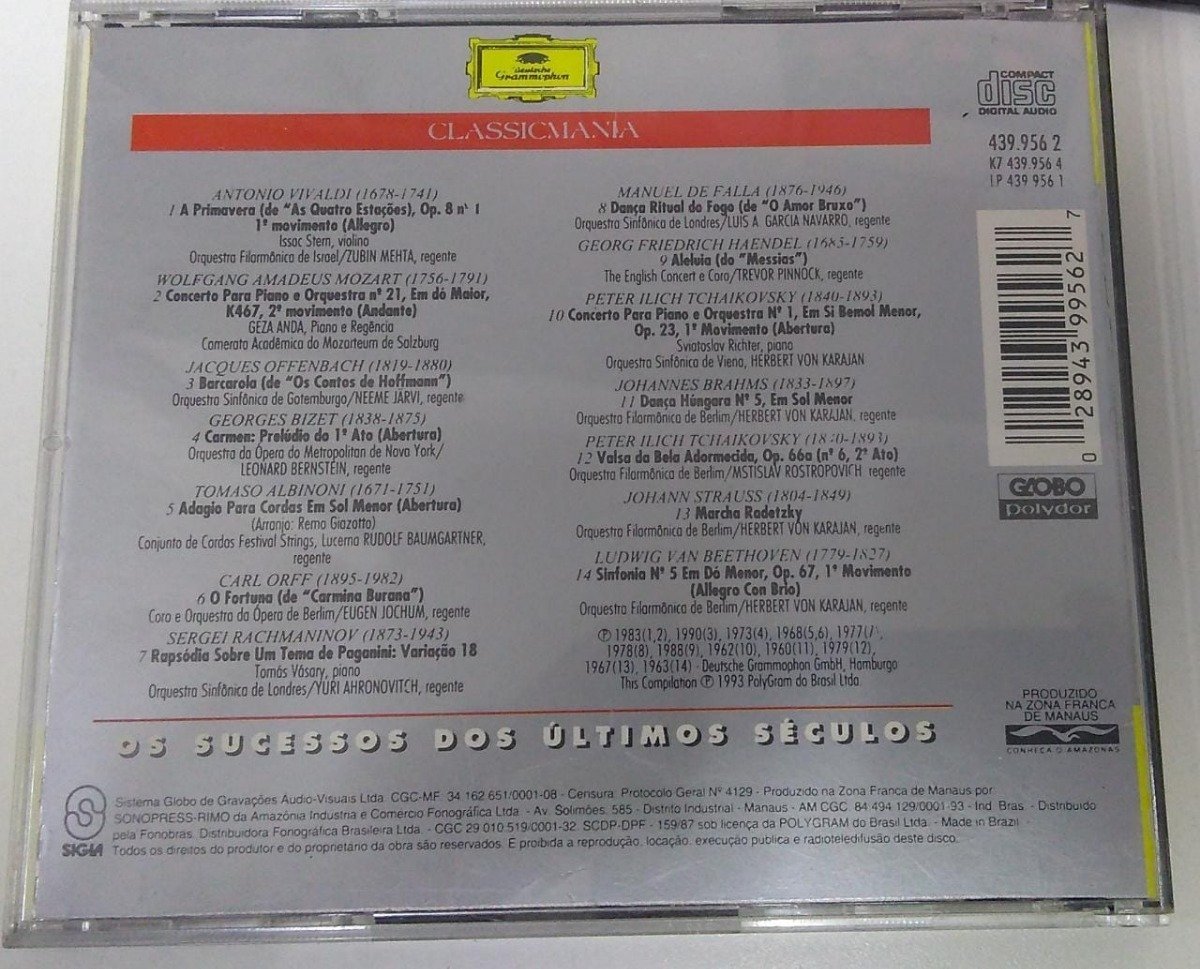 Deutsche
Grammophon
COMPACT
disc
DIGITAL AUDIO
CLASSICMANIA
439.956 2
K7 439.956 4
LP 439 956 1
ANTONIO VIVALDI (1678-1741)
1 A Primavera (de “As Quatro Estações), Op. 8 nº 1
1º movimento (Allegro)
Issac Stern, violino
Orquestra Filarmônica de Israel/ZUBIN MEHTA, regente
WOLFGANG AMADEUS MOZART (1756-1791)
2 Concerto Para Piano e Orquestra nº 21, Em dó Maior,
K467, 2º movimento (Andante)
GÉZA ANDA, Piano e Regência
Camerata Acadêmica do Mozarteum de Salzburg
JACQUES OFFENBACH (1819-1880)
3 Barcarola (de “Os Contos de Hoffmann”)
Orquestra Sinfônica de Gotemburgo/NEEME JÄRVI, regente
GEORGES BIZET (1838-1875)
4 Carmen: Prelúdio do 1º Ato (Abertura)
Orquestra da Ópera do Metropolitan de Nova York/
LEONARD BERNSTEIN, regente
TOMASO ALBINONI (1671-1751)
5 Adagio Para Cordas Em Sol Menor (Abertura)
(Arranjo: Remo Giazotto)
Conjunto de Cordas Festival Strings, Lucerna RUDOLF BAUMGARTNER,
regente
CARL ORFF (1895-1982)
6 O Fortuna (de “Carmina Burana”)
Coro e Orquestra da Ópera de Berlim/EUGEN JOCHUM, regente
SERGEI RACHMANINOV (1873-1943)
7 Rapsódia Sobre Um Tema de Paganini: Variação 18
Tomás Vásary, piano
Orquestra Sinfônica de Londres/YURI AHRONOVITCH, regente
MANUEL DE FALLA (1876-1946)
8 Dança Ritual do Fogo (de “O Amor Bruxo”)
Orquestra Sinfônica de Londres/LUIS A. GARCIA NAVARRO, regente
GEORG FRIEDRICH HAENDEL (1685-1759)
9 Aleluia (do “Messias”)
The English Concert e Coro/TREVOR PINNOCK, regente
PETER ILICH TCHAIKOVSKY (1840-1893)
10 Concerto Para Piano e Orquestra Nº 1, Em Si Bemol Menor,
Op. 23, 1º Movimento (Abertura)
Sviatoslav Richter, piano
Orquestra Sinfônica de Viena, HERBERT VON KARAJAN
JOHANNES BRAHMS (1833-1897)
11 Dança Húngara Nº 5, Em Sol Menor
Orquestra Filarmônica de Berlim/HERBERT VON KARAJAN, regente
PETER ILICH TCHAIKOVSKY (1840-1893)
12 Valsa da Bela Adormecida, Op. 66a (nº 6, 2º Ato)
Orquestra Filarmônica de Berlim/MSTISLAV ROSTROPOVICH regente
JOHANN STRAUSS (1804-1849)
13 Marcha Radetzky
Orquestra Filarmônica de Berlim/HERBERT VON KARAJAN, regente
LUDWIG VAN BEETHOVEN (1779-1827)
14 Sinfonia Nº 5 Em Dó Menor, Op. 67, 1º Movimento
(Allegro Con Brio)
Orquestra Filarmônica de Berlim/HERBERT VON KARAJAN, regente
℗ 1983(1,2), 1990(3), 1973(4), 1968(5,6), 1977(7),
1978(8), 1988(9), 1962(10), 1960(11), 1979(12),
1967(13), 1963(14) - Deutsche Grammophon GmbH, Hamburgo
This Compilation ℗ 1993 PolyGram do Brasil Ltda.
0 28943 99562 7
GLOBO
polydor
PRODUZIDO
NA ZONA FRANCA
DE MANAUS
CONHEÇA O AMAZONAS
OS SUCESSOS DOS ÚLTIMOS SÉCULOS
SIGLA
Sistema Globo de Gravações Áudio-Visuais Ltda. CGC-MF. 34 162 651/0001-08 - Censura: Protocolo Geral Nº 4129 - Produzido na Zona Franca de Manaus por:
SONOPRESS-RIMO da Amazônia Industria e Comercio Fonográfica Ltda - Av. Solimões, 585 - Distrito Industrial - Manaus - AM CGC. 84 494 129/0001-93 - Ind. Bras. - Distribuido
pela Fonobras. Distribuidora Fonográfica Brasileira Ltda. - CGC 29 010 519/0001-32. SCDP-DPF - 159/87 sob licença da POLYGRAM do Brasil Ltda. - Made in Brazil
Todos os direitos do produtor e do proprietário da obra são reservados. É proibida a reprodução, locação, execução publica e radioteledifusão deste disco.